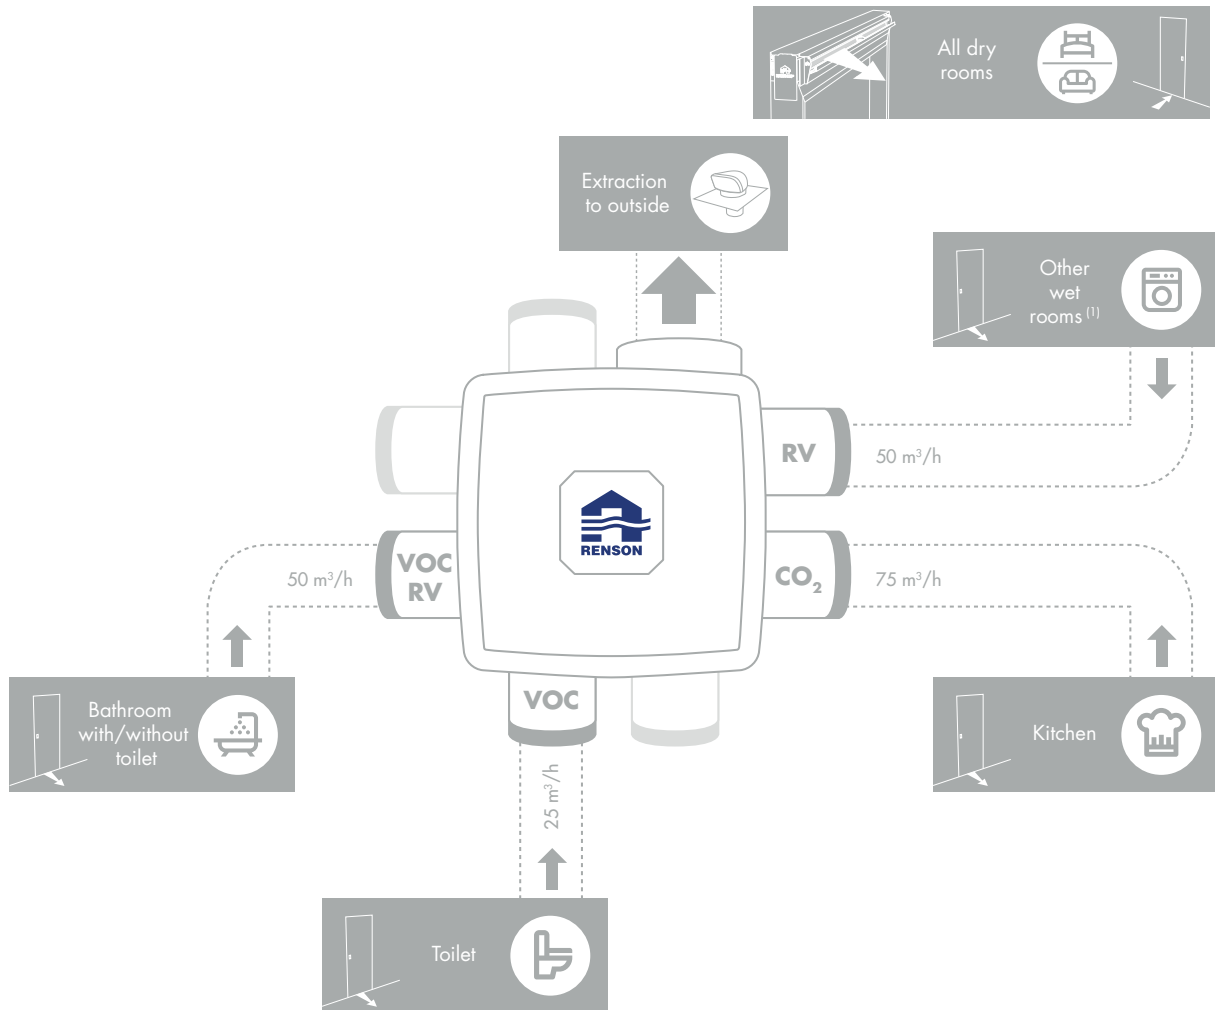 All dry
rooms
Extraction
to outside
Other
wet
rooms (1)
RV
50 m³/h
RENSON
VOC
RV
50 m³/h
CO₂
75 m³/h
Bathroom
with/without
toilet
VOC
Kitchen
25 m³/h
Toilet